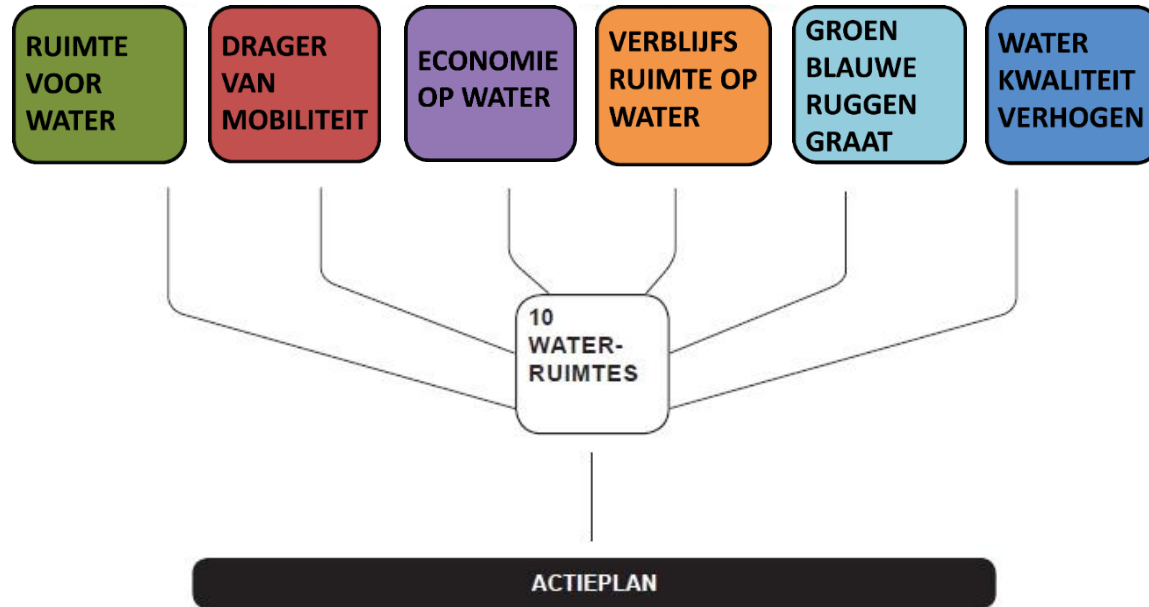 RUIMTE
VOOR
WATER
DRAGER
VAN
MOBILITEIT
ECONOMIE
OP WATER
VERBLIJFS
RUIMTE OP
WATER
GROEN
BLAUWE
RUGGEN
GRAAT
WATER
KWALITEIT
VERHOGEN
10
WATER-
RUIMTES
ACTIEPLAN